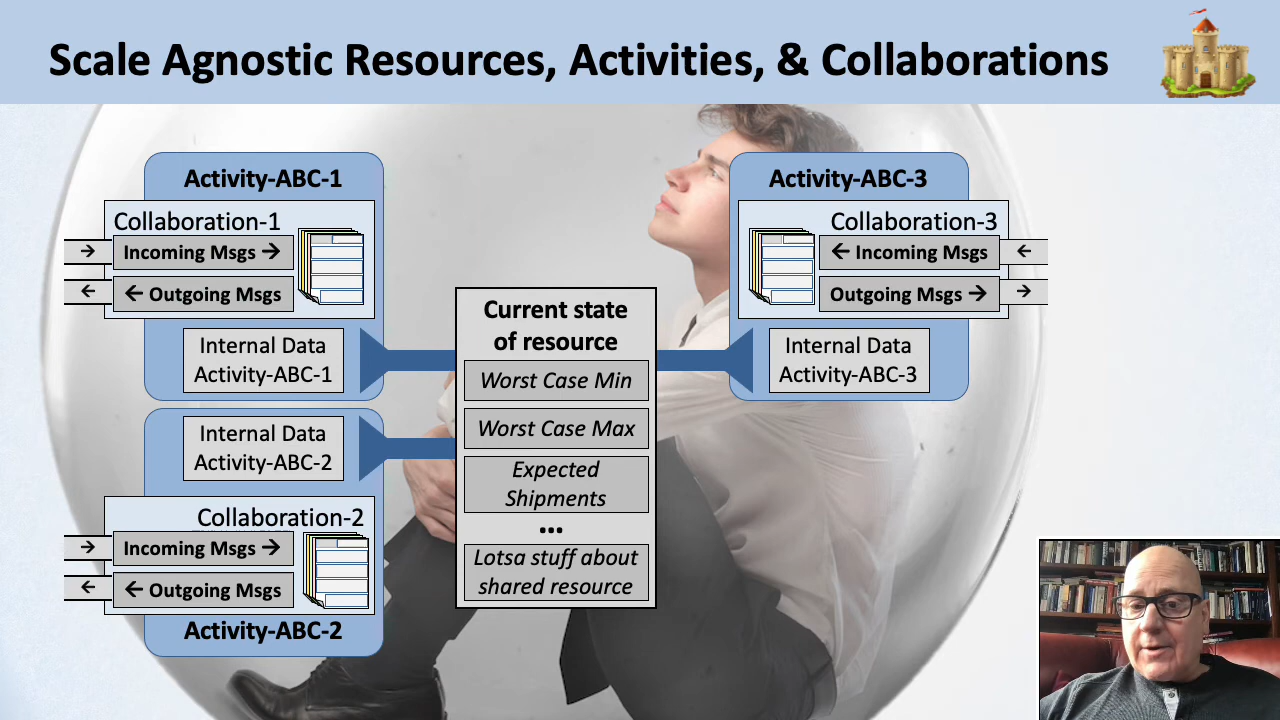 Scale Agnostic Resources, Activities, & Collaborations
Activity-ABC-1
Collaboration-1
→ Incoming Msgs →
← ← Outgoing Msgs
Internal Data
Activity-ABC-1
Internal Data
Activity-ABC-2
Collaboration-2
→ Incoming Msgs →
← ← Outgoing Msgs
Activity-ABC-2
Current state
of resource
Worst Case Min
Worst Case Max
Expected
Shipments
...
Lotsa stuff about
shared resource
Activity-ABC-3
Collaboration-3
← Incoming Msgs ←
Outgoing Msgs → →
Internal Data
Activity-ABC-3